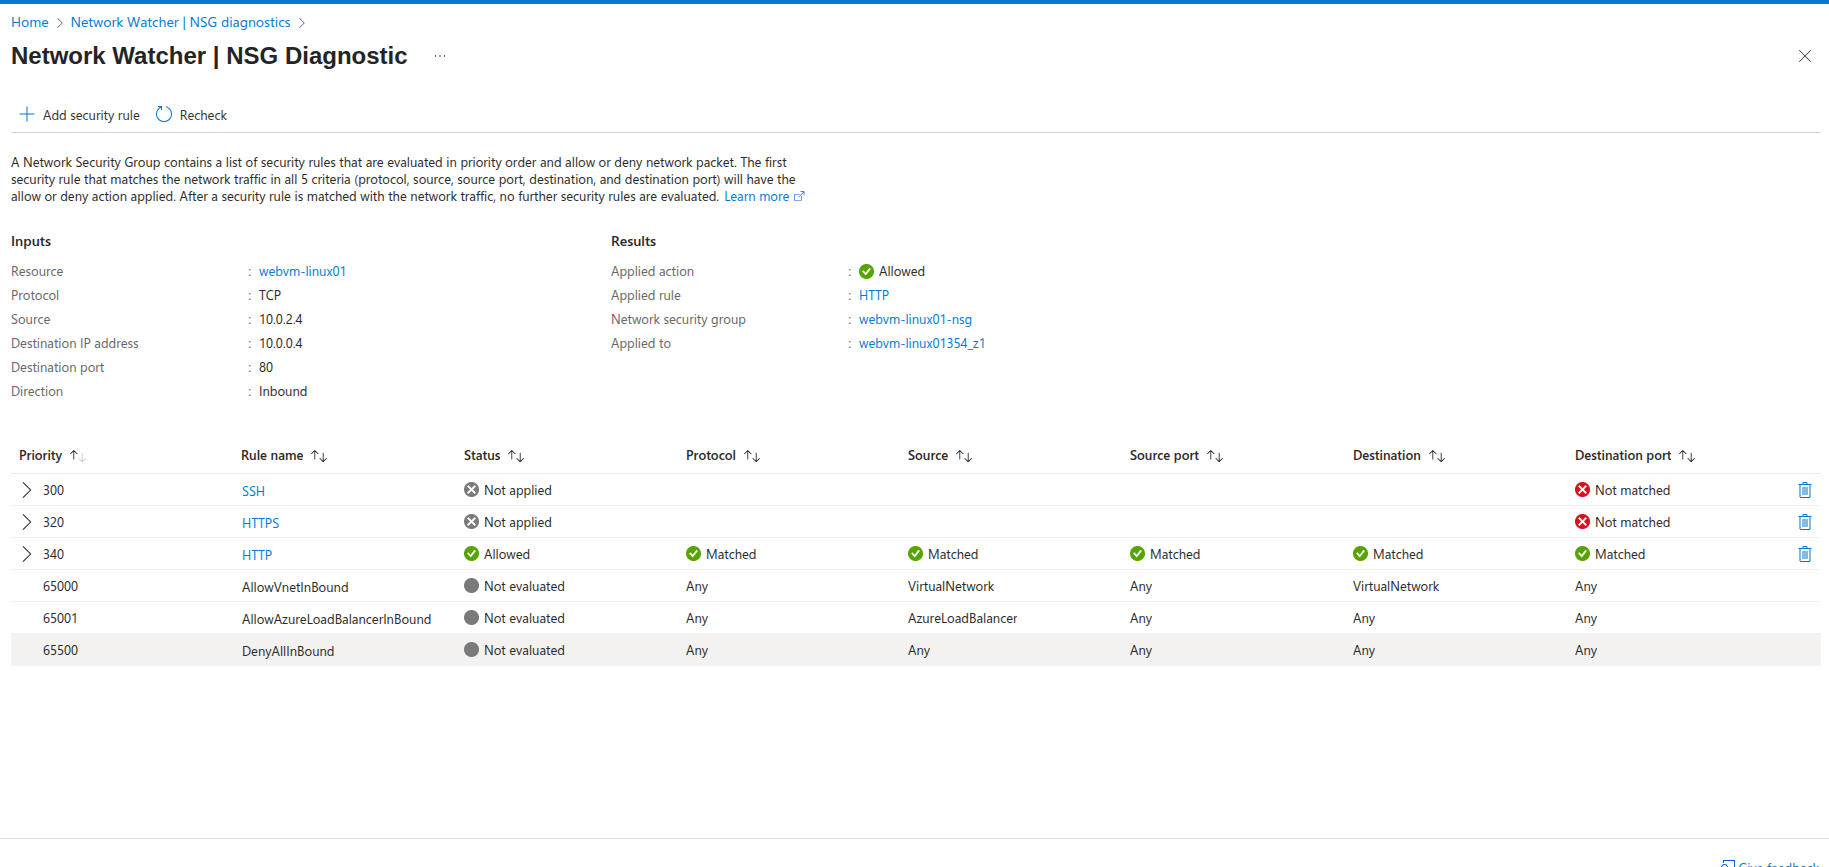 Home > Network Watcher | NSG diagnostics >
Network Watcher | NSG Diagnostic ...
Add security rule Recheck
A Network Security Group contains a list of security rules that are evaluated in priority order and allow or deny network packet. The first
security rule that matches the network traffic in all 5 criteria (protocol, source, source port, destination, and destination port) will have the
allow or deny action applied. After a security rule is matched with the network traffic, no further security rules are evaluated. Learn more
Inputs Results
Resource : webvm-linux01 Applied action : Allowed
Protocol : TCP Applied rule : HTTP
Source : 10.0.2.4 Network security group : webvm-linux01-nsg
Destination IP address : 10.0.0.4 Applied to : webvm-linux01354_z1
Destination port : 80
Direction : Inbound
Priority Rule name Status Protocol Source Source port Destination Destination port
300 SSH Not applied Not matched
320 HTTPS Not applied Not matched
340 HTTP Allowed Matched Matched Matched Matched Matched
65000 AllowVnetInBound Not evaluated Any VirtualNetwork Any VirtualNetwork Any
65001 AllowAzureLoadBalancerInBound Not evaluated Any AzureLoadBalancer Any Any Any
65500 DenyAllInBound Not evaluated Any Any Any Any Any
Give feedback